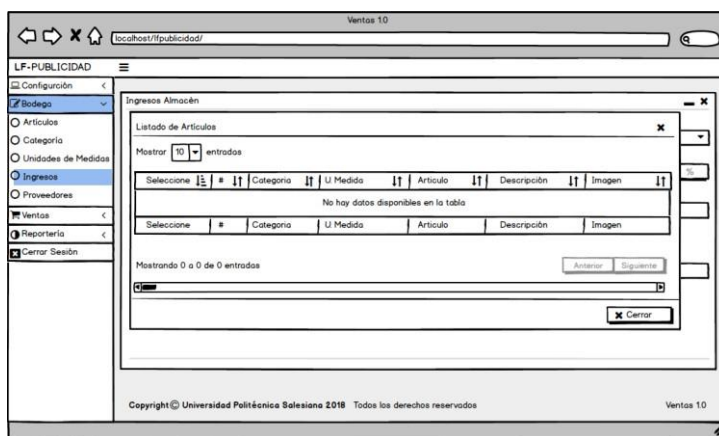 Ventas 1.0
localhost/lfpublicidad/
LF-PUBLICIDAD
Configurción
Bodega
Artículos
Categoría
Unidades de Medidas
Ingresos
Proveedores
Ventas
Reportería
Cerrar Sesión
Ingresos Almacèn
Listado de Artículos
Mostrar 10 entradas
Seleccione # Categoria U. Medida Articulo Descripción Imagen
No hay datos disponibles en la tabla
Seleccione # Categoria U. Medida Articulo Descripción Imagen
Mostrando 0 a 0 de 0 entradas
Anterior Siguiente
Cerrar
%
Copyright © Universidad Politécnica Salesiana 2018 Todos los derechos reservados
Ventas 1.0